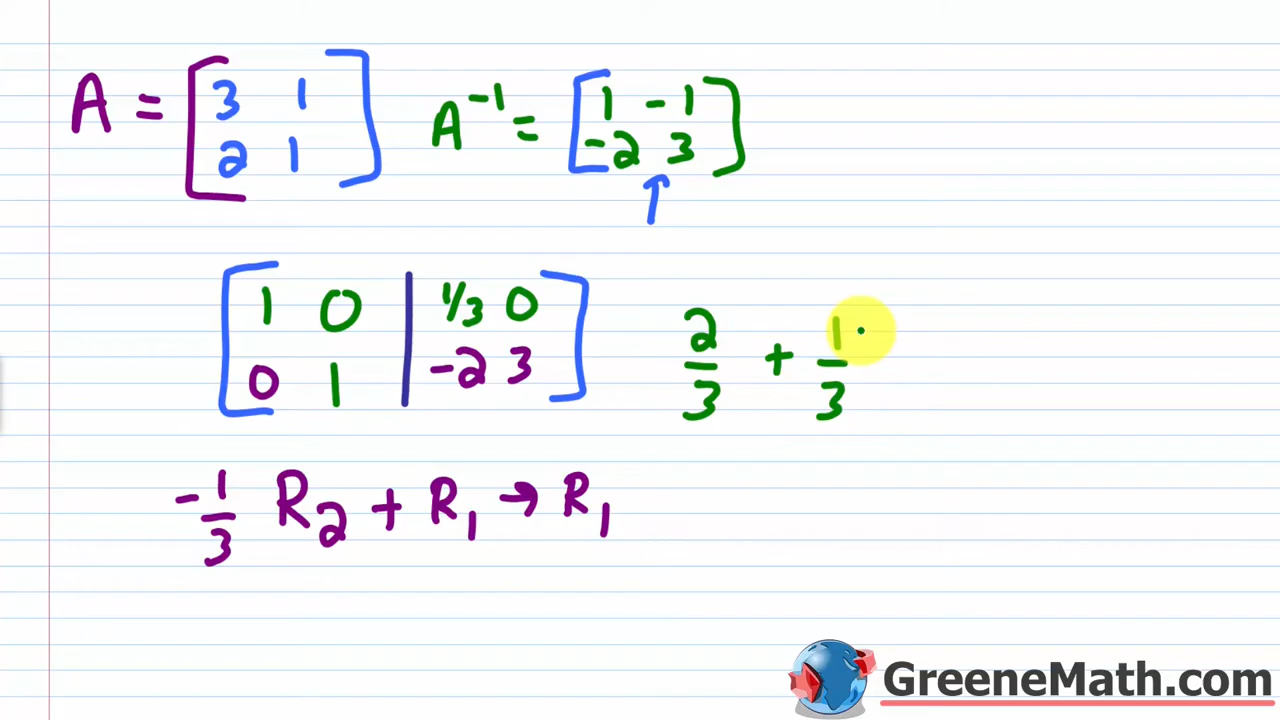 A = [ 3 1 ; 2 1 ] A⁻¹ = [ 1 -1 ; -2 3 ]
↑
[ 1 0 | 1/3 0 ]
[ 0 1 | -2 3 ]
2/3 + 1/3
-1/3 R₂ + R₁ → R₁
GreeneMath.com